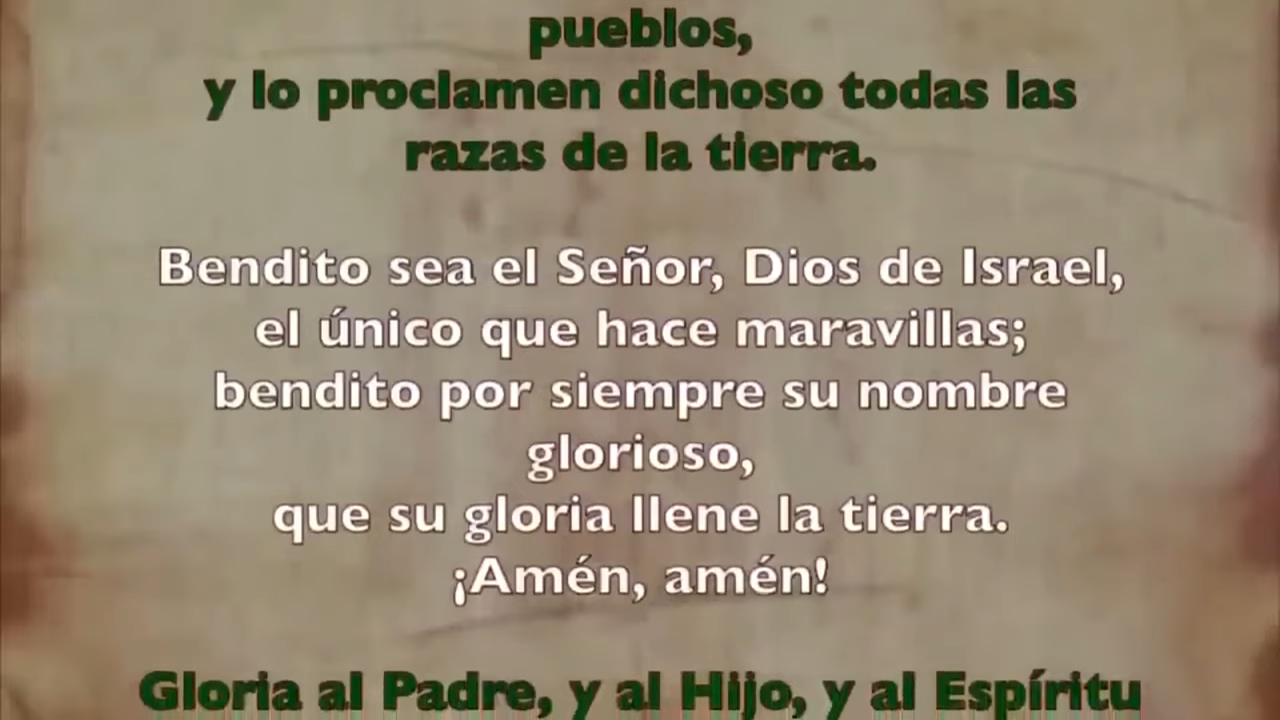 pueblos,
y lo proclamen dichoso todas las
razas de la tierra.
Bendito sea el Señor, Dios de Israel,
el único que hace maravillas;
bendito por siempre su nombre
glorioso,
que su gloria llene la tierra.
¡Amén, amén!
Gloria al Padre, y al Hijo, y al Espíritu